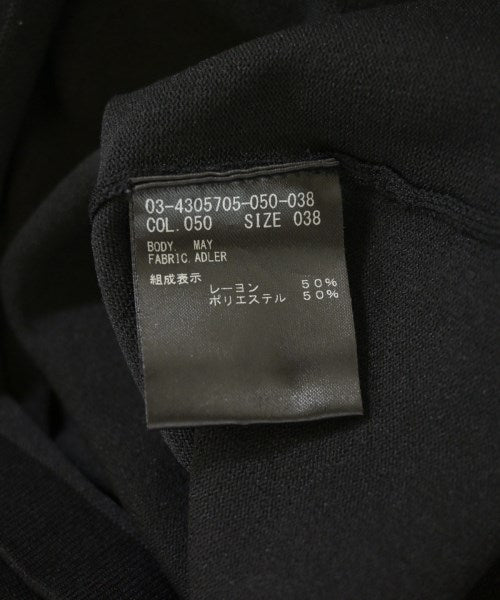 03-4305705-050-038
COL.050 SIZE 038
BODY. MAY
FABRIC.ADLER
組成表示
レーヨン 50%
ポリエステル 50%